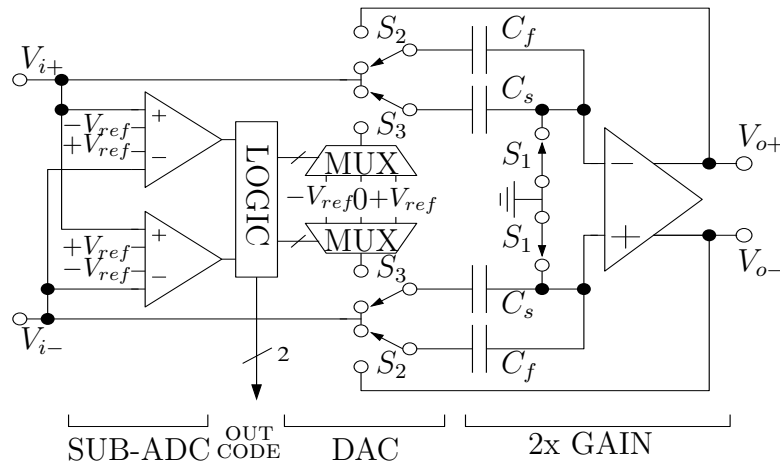 S2
Cf
Vi+
Cs
+
−Vref
+Vref
−
S3
LOGIC
MUX
−Vref 0 +Vref
MUX
S1
S1
−
+
Vo+
Vo−
+
+Vref
−Vref
−
S3
Cs
Vi−
2
S2
Cf
SUB-ADC
OUT
CODE
DAC
2x GAIN